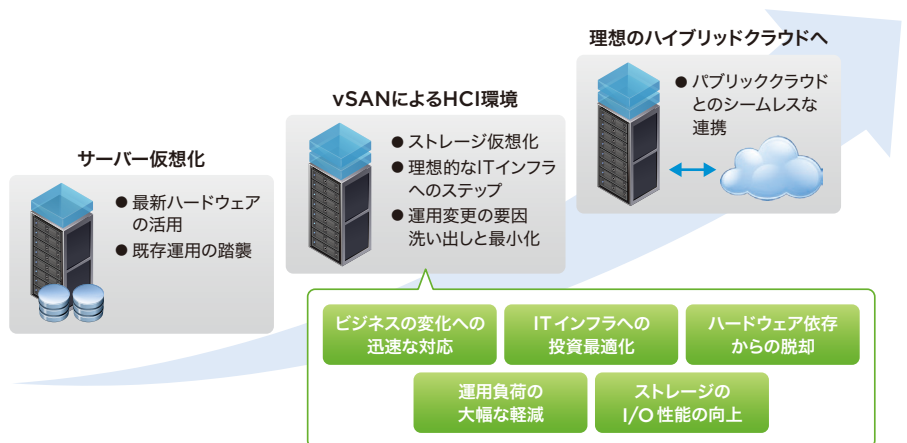 サーバー仮想化
● 最新ハードウェア
の活用
● 既存運用の踏襲
vSANによるHCI環境
● ストレージ仮想化
● 理想的なITインフラ
へのステップ
● 運用変更の要因
洗い出しと最小化
理想のハイブリッドクラウドへ
● パブリッククラウド
とのシームレスな
連携
ビジネスの変化への
迅速な対応
ITインフラへの
投資最適化
ハードウェア依存
からの脱却
運用負荷の
大幅な軽減
ストレージの
I/O性能の向上